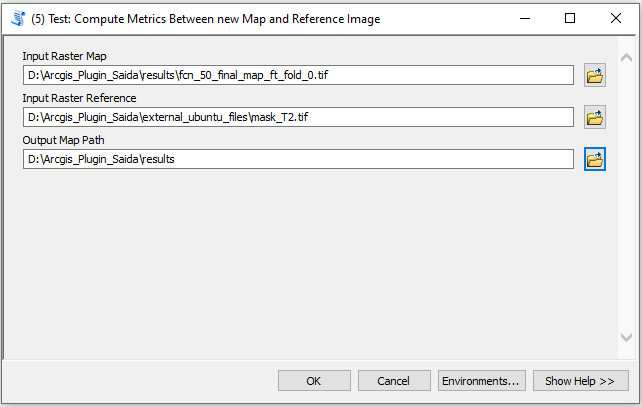 (5) Test: Compute Metrics Between new Map and Reference Image
Input Raster Map
D:\Arcgis_Plugin_Saida\results\fcn_50_final_map_ft_fold_0.tif
Input Raster Reference
D:\Arcgis_Plugin_Saida\external_ubuntu_files\mask_T2.tif
Output Map Path
D:\Arcgis_Plugin_Saida\results
OK Cancel Environments... Show Help >>